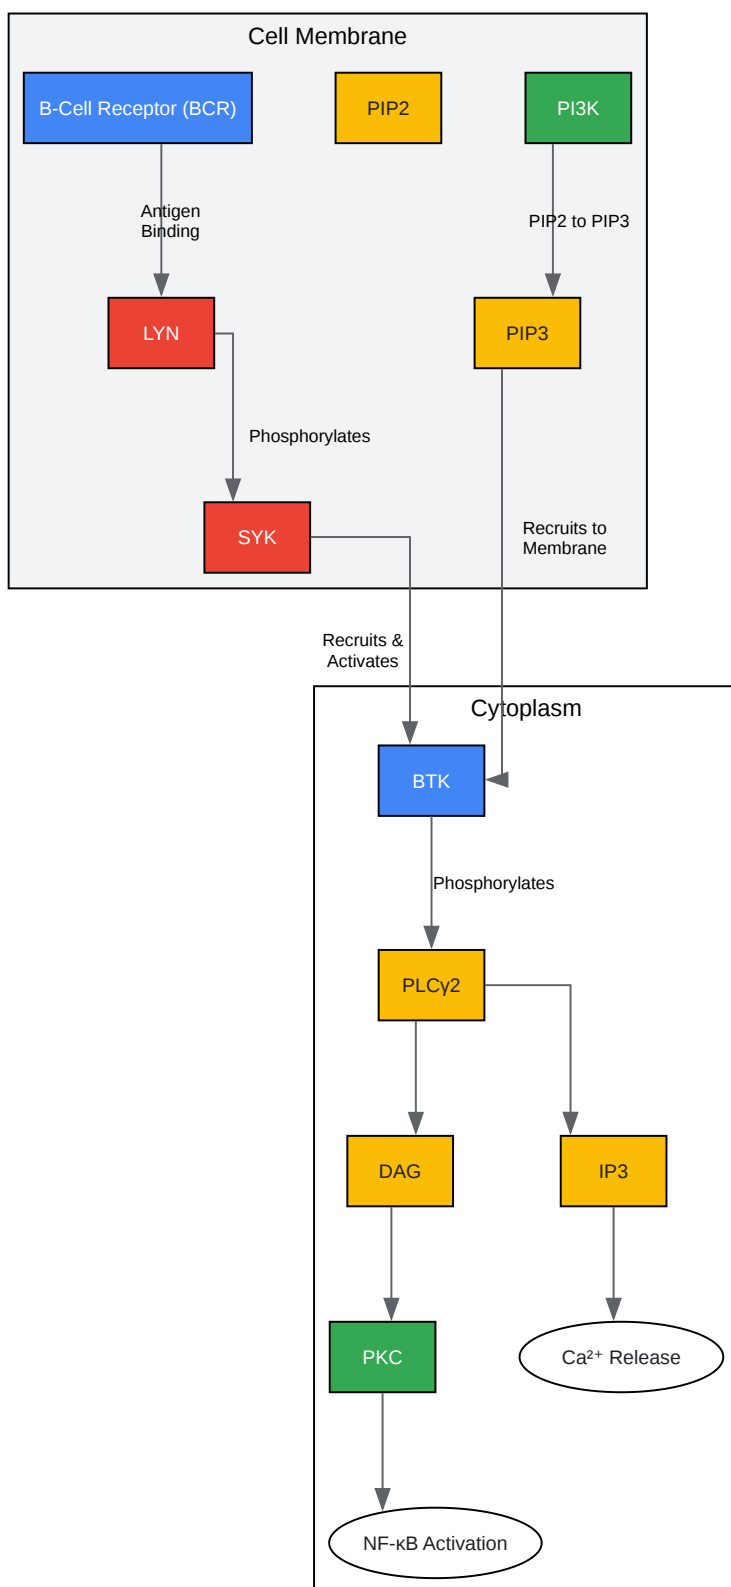 Cell Membrane
B-Cell Receptor (BCR)
PIP2
PI3K
Antigen
Binding
PIP2 to PIP3
LYN
PIP3
Phosphorylates
SYK
Recruits to
Membrane
Recruits &
Activates
Cytoplasm
BTK
Phosphorylates
PLCγ2
DAG
IP3
PKC
Ca²⁺ Release
NF-κB Activation